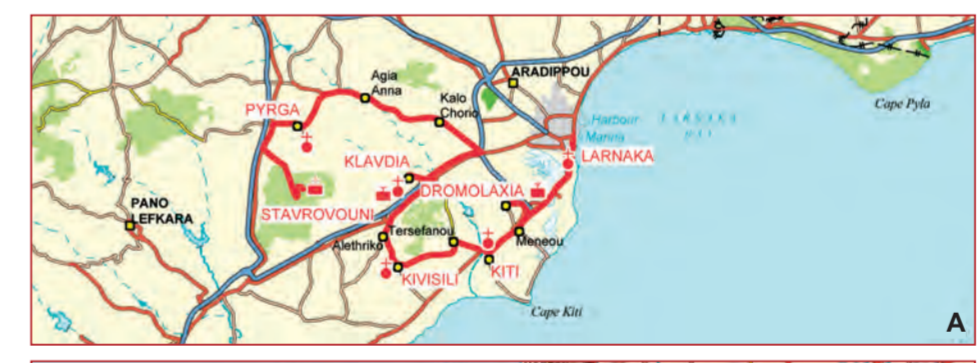 Agia
Anna
ARADIPPOU
Cape Pyla
Kalo
Chorio
PYRGA
Harbour
Marina
KLAVDIA
LARNAKA
DROMOLAXIA
STAVROVOUNI
PANO
LEFKARA
Tersefanou
Alethriko
Meneou
KIVISILI
KITI
Cape Kiti
A